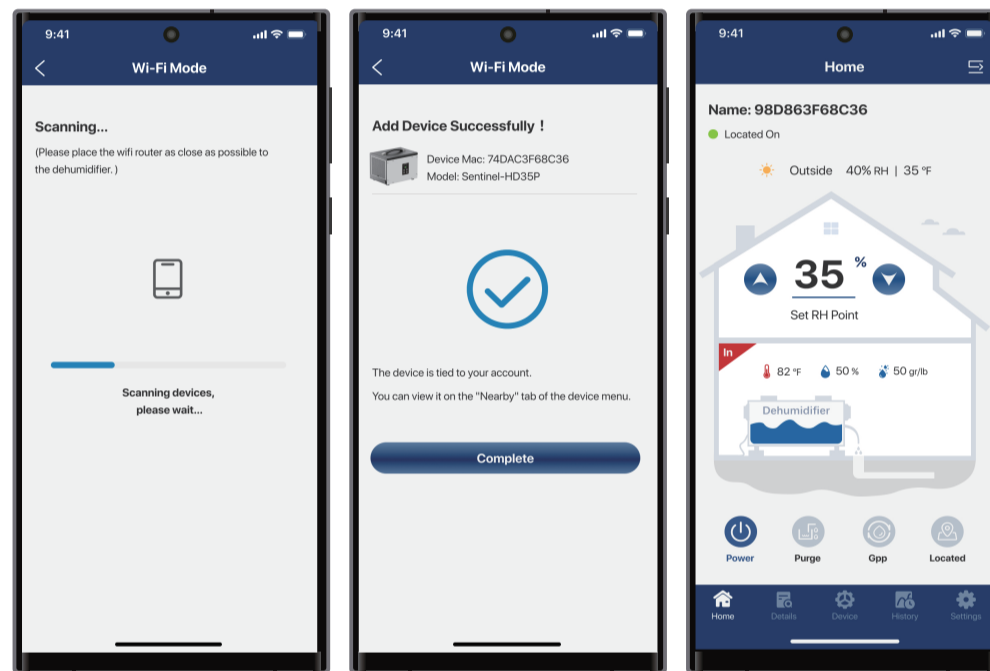 9:41
Wi-Fi Mode
Scanning...
(Please place the wifi router as close as possible to
the dehumidifier. )
Scanning devices,
please wait...
9:41
Wi-Fi Mode
Add Device Successfully !
Device Mac: 74DAC3F68C36
Model: Sentinel-HD35P
The device is tied to your account.
You can view it on the "Nearby" tab of the device menu.
Complete
9:41
Home
Name: 98D863F68C36
Located On
Outside 40% RH | 35 °F
35 %
Set RH Point
In
82 °F 50 % 50 gr/lb
Dehumidifier
Power Purge Gpp Located
Home Details Device History Settings